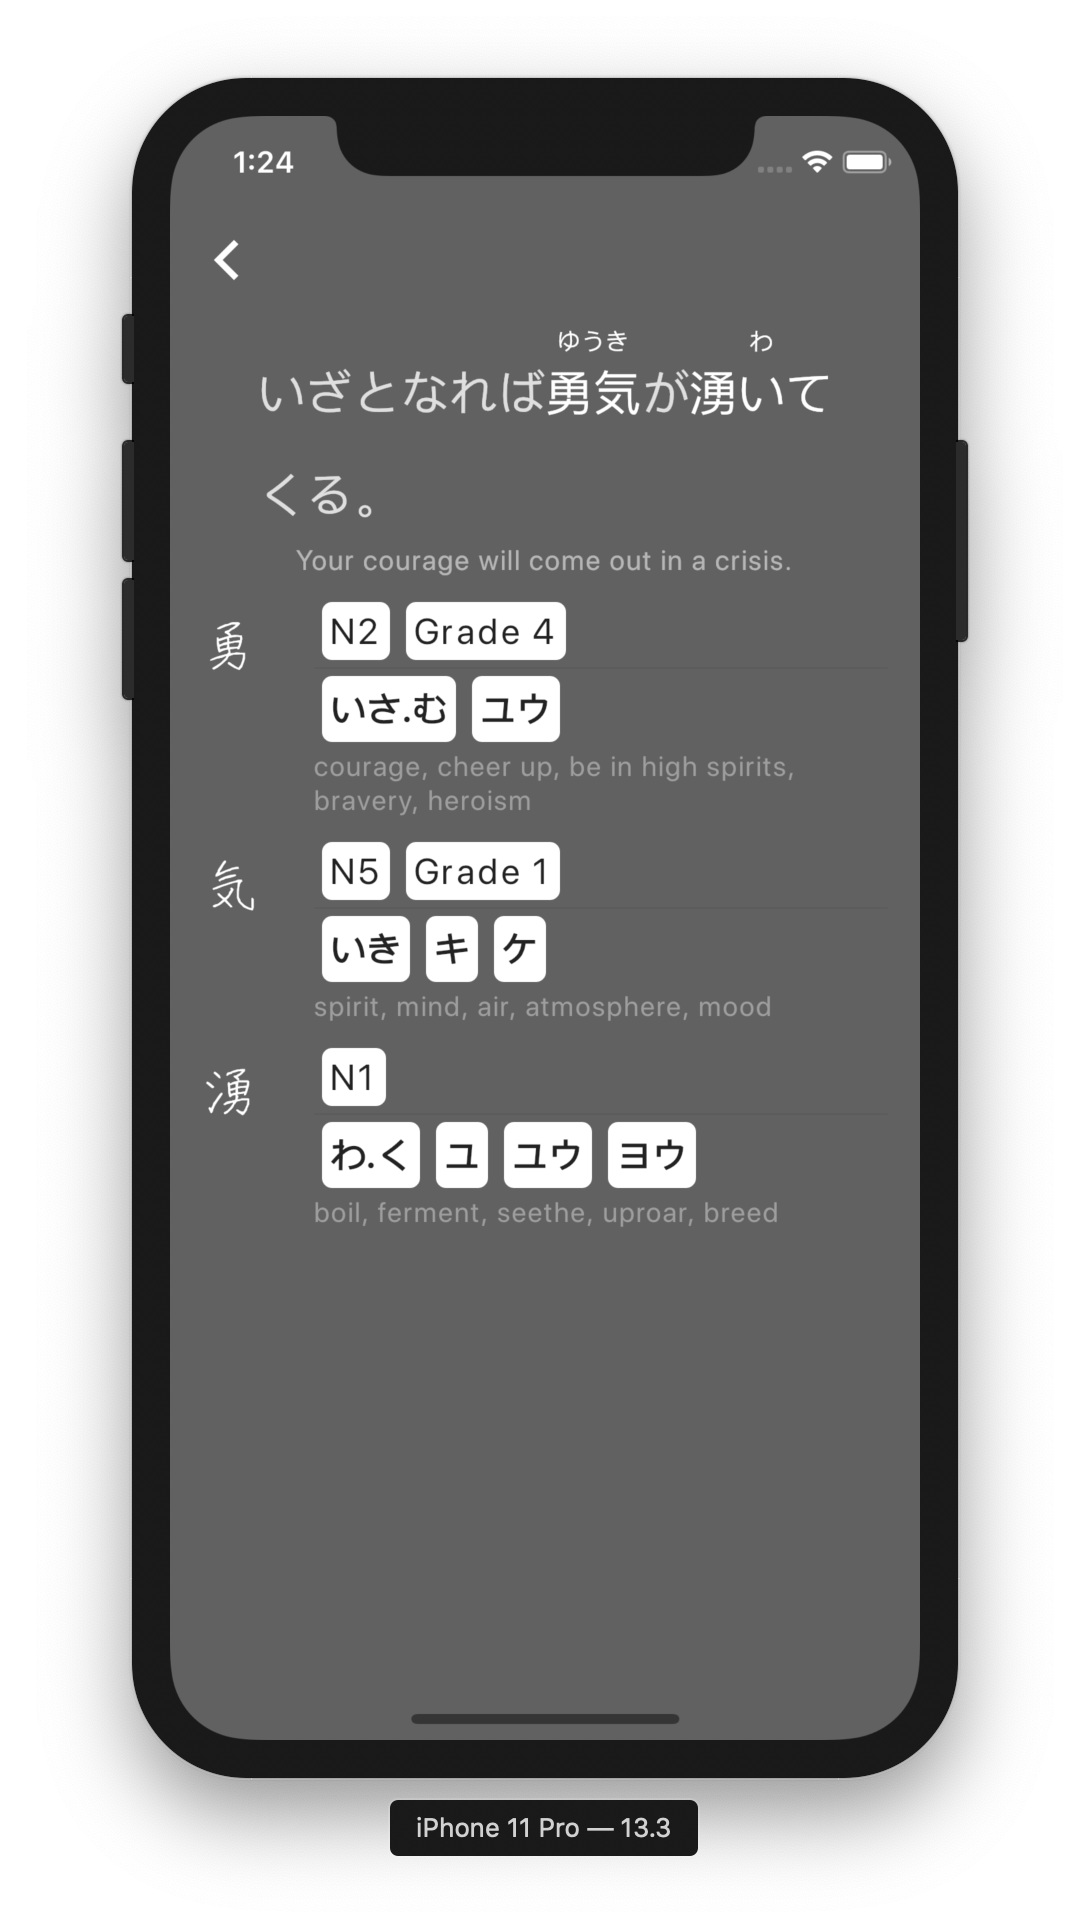 1:24
ゆうき わ
いざとなれば勇気が湧いて
くる。
Your courage will come out in a crisis.
勇 N2 Grade 4
いさ.む ユウ
courage, cheer up, be in high spirits,
bravery, heroism
気 N5 Grade 1
いき キ ケ
spirit, mind, air, atmosphere, mood
湧 N1
わ.く ユ ユウ ヨウ
boil, ferment, seethe, uproar, breed
iPhone 11 Pro — 13.3